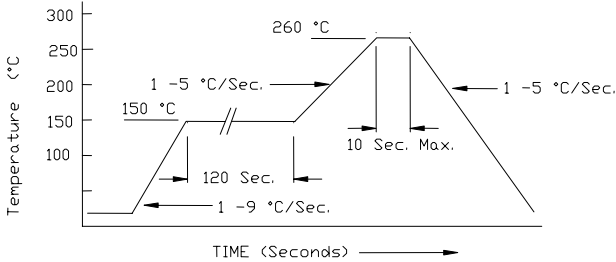 300
260 °C
250
200
1 -5 °C/Sec.
1 -5 °C/Sec.
150 °C
150
10 Sec. Max.
100
120 Sec.
1 -9 °C/Sec.
Temperature (°C
TIME (Seconds)